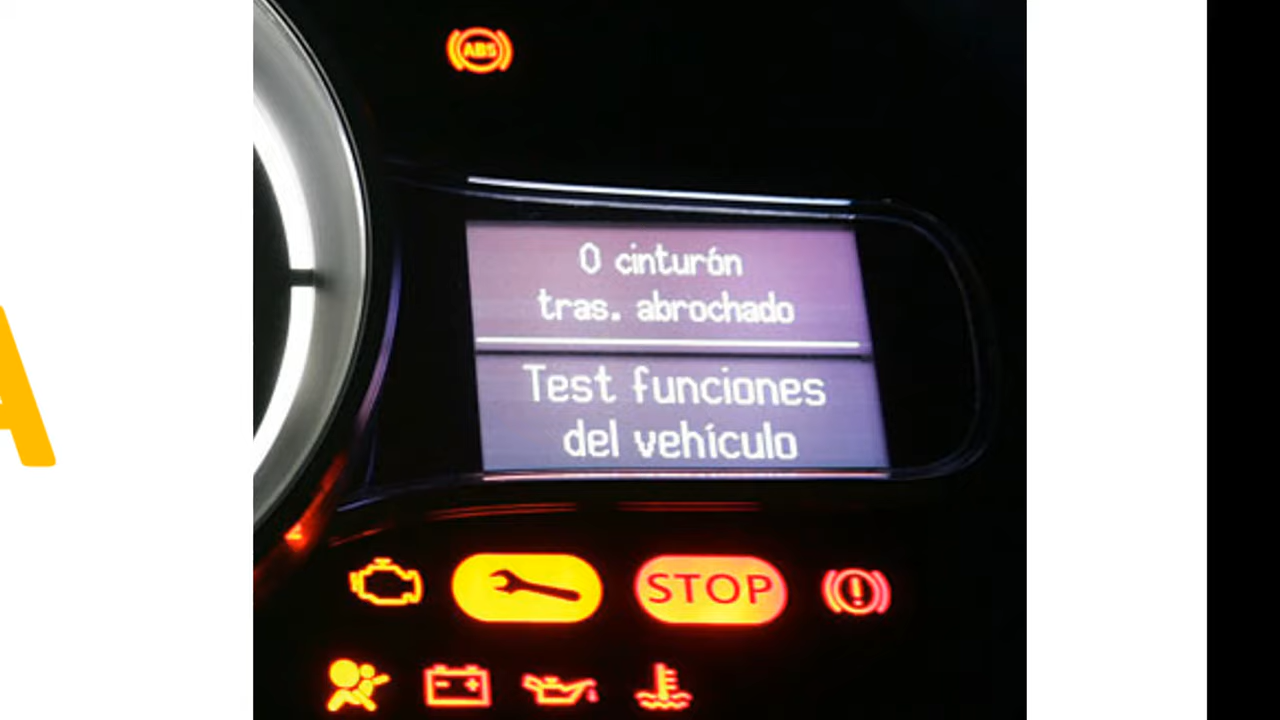 ABS
0 cinturón
tras. abrochado
Test funciones
del vehículo
STOP
A